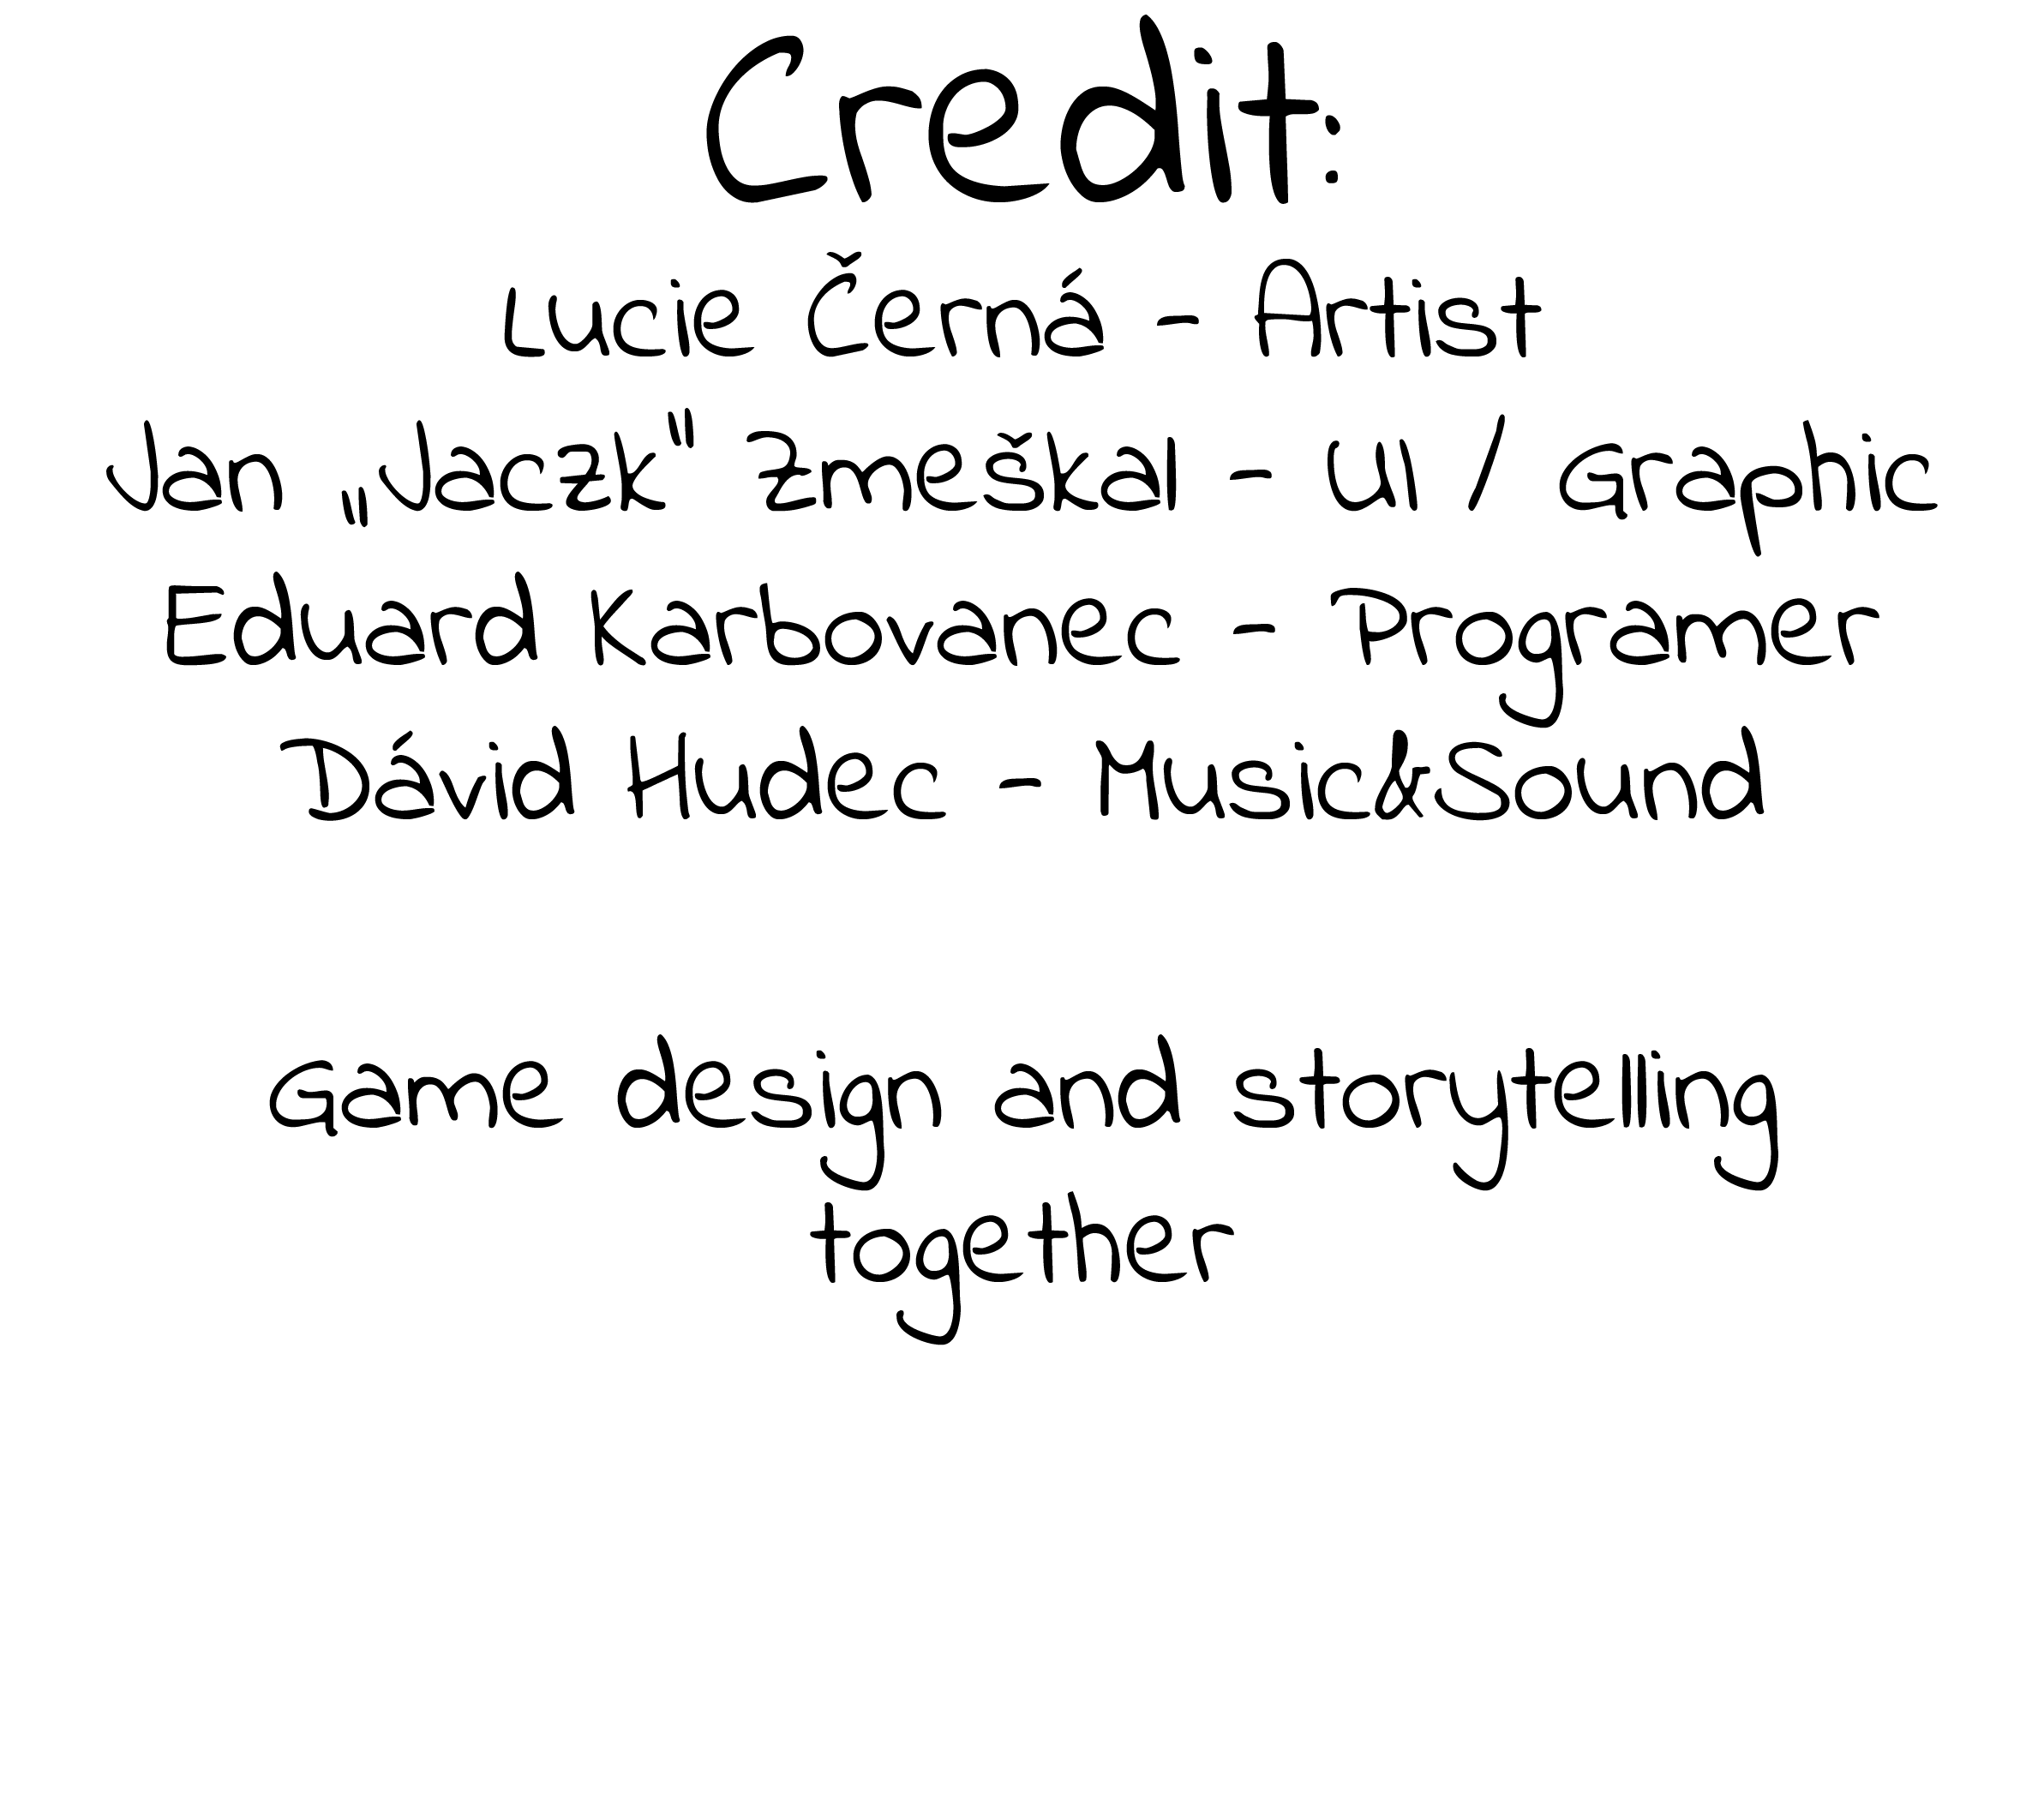 Credit:
Lucie Černá - Artist
Jan „Jaczk" Zmeškal - UI / Graphic
Eduard Karbovanec - Programer
Dávid Hudec - Music&Sound
Game design and storytelling
together